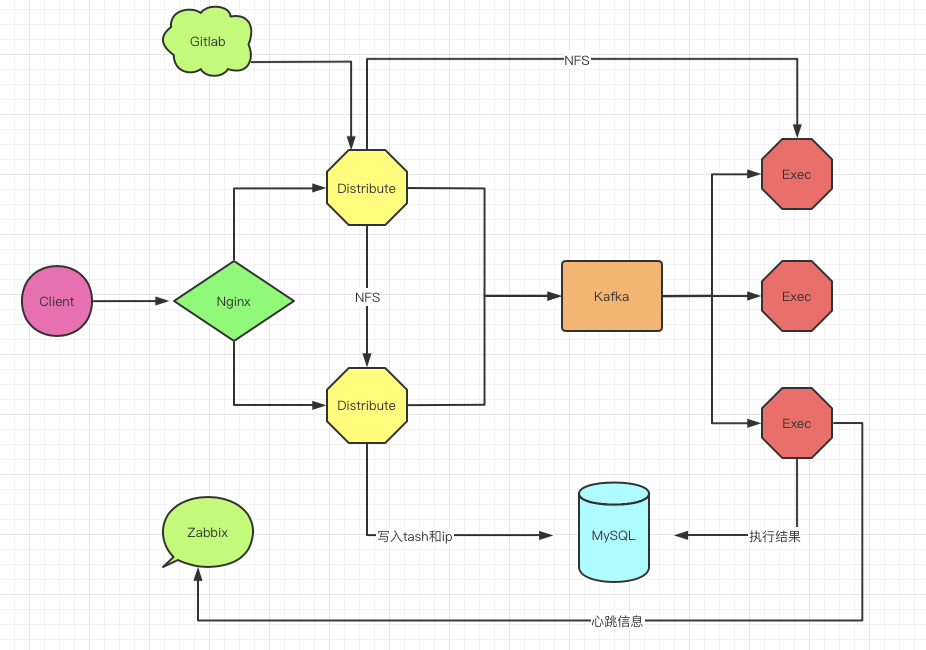 Gitlab
NFS
Exec
Distribute
Client
Nginx
NFS
Kafka
Exec
Distribute
Exec
Zabbix
写入tash和ip
MySQL
执行结果
心跳信息